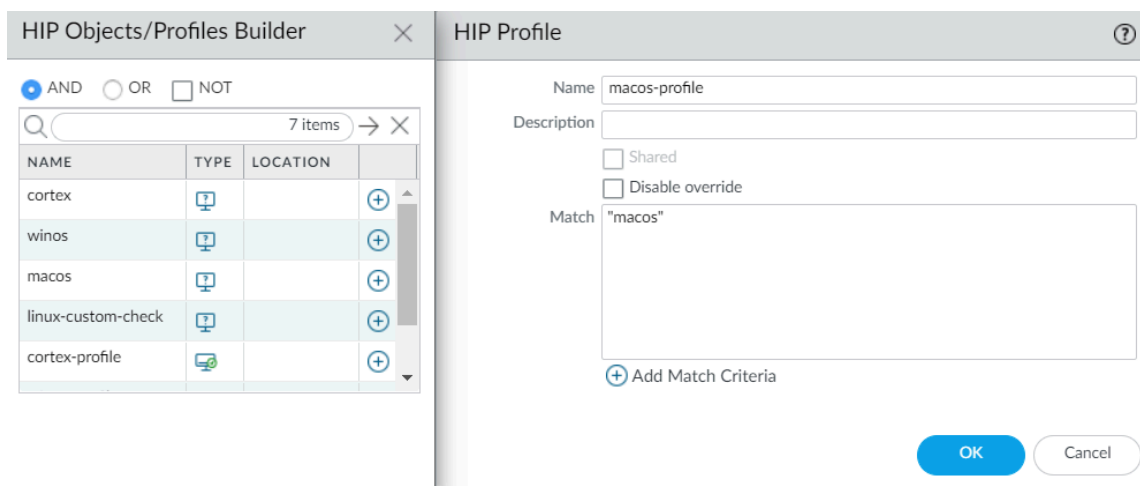 HIP Objects/Profiles Builder
AND OR NOT
7 items
NAME TYPE LOCATION
cortex
winos
macos
linux-custom-check
cortex-profile
HIP Profile
Name macos-profile
Description
Shared
Disable override
Match "macos"
Add Match Criteria
OK Cancel